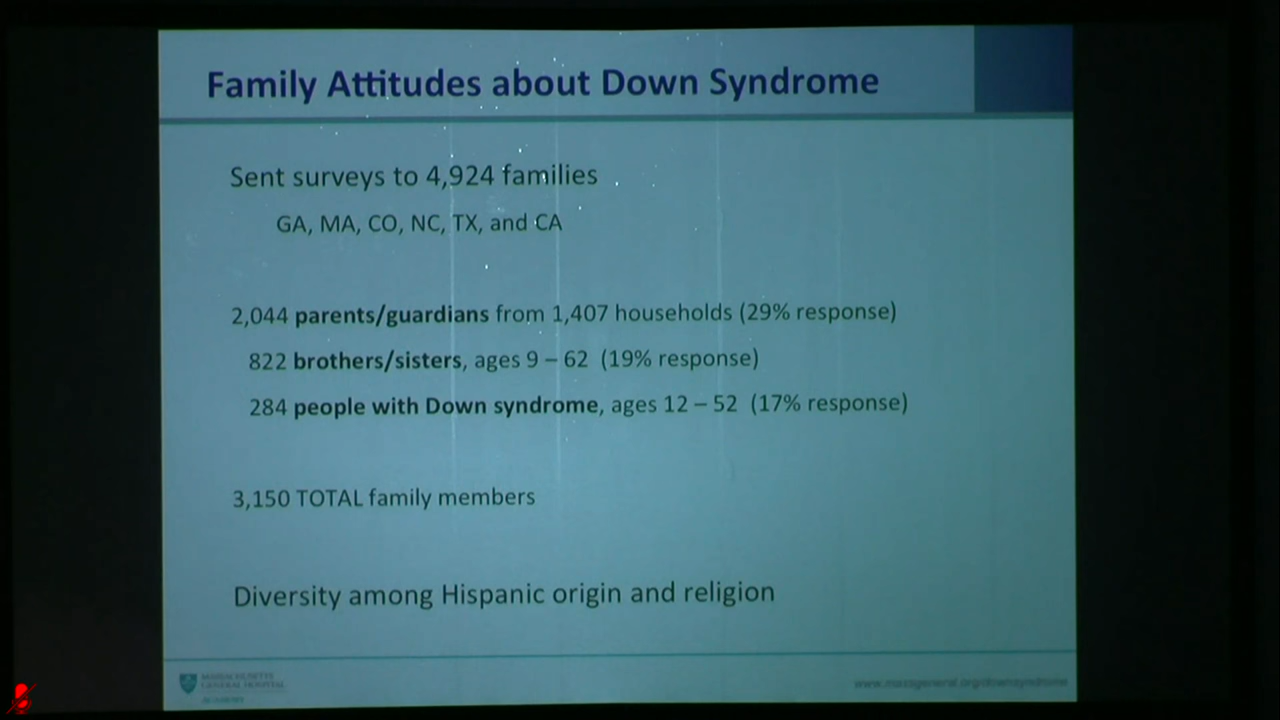 Family Attitudes about Down Syndrome
Sent surveys to 4,924 families
GA, MA, CO, NC, TX, and CA
2,044 parents/guardians from 1,407 households (29% response)
822 brothers/sisters, ages 9 – 62 (19% response)
284 people with Down syndrome, ages 12 – 52 (17% response)
3,150 TOTAL family members
Diversity among Hispanic origin and religion
MASSACHUSETTS
GENERAL HOSPITAL
www.massgeneral.org/downsyndrome